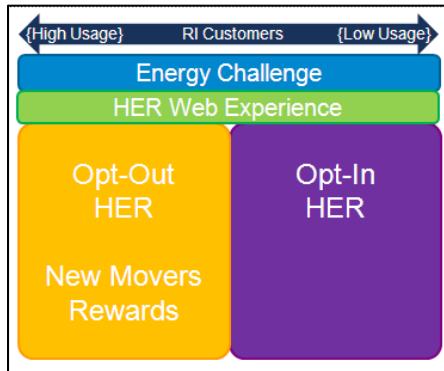 {High Usage} RI Customers {Low Usage}
Energy Challenge
HER Web Experience
Opt-Out
HER
New Movers
Rewards
Opt-In
HER